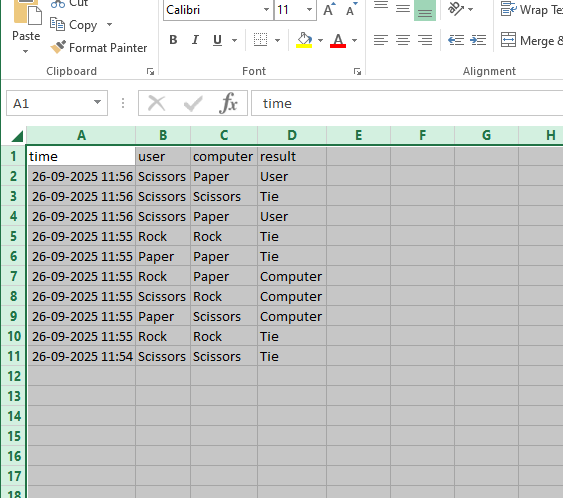 Cut
Calibri 11 A A
Wrap
Paste
Copy
Format Painter
B I U A
Merge &
Clipboard Font Alignment
A1 fx time
A B C D E F G H
1 time user computer result
2 26-09-2025 11:56 Scissors Paper User
3 26-09-2025 11:56 Scissors Scissors Tie
4 26-09-2025 11:56 Scissors Paper User
5 26-09-2025 11:55 Rock Rock Tie
6 26-09-2025 11:55 Paper Paper Tie
7 26-09-2025 11:55 Rock Paper Computer
8 26-09-2025 11:55 Scissors Rock Computer
9 26-09-2025 11:55 Paper Scissors Computer
10 26-09-2025 11:55 Rock Rock Tie
11 26-09-2025 11:54 Scissors Scissors Tie
12
13
14
15
16
17
18